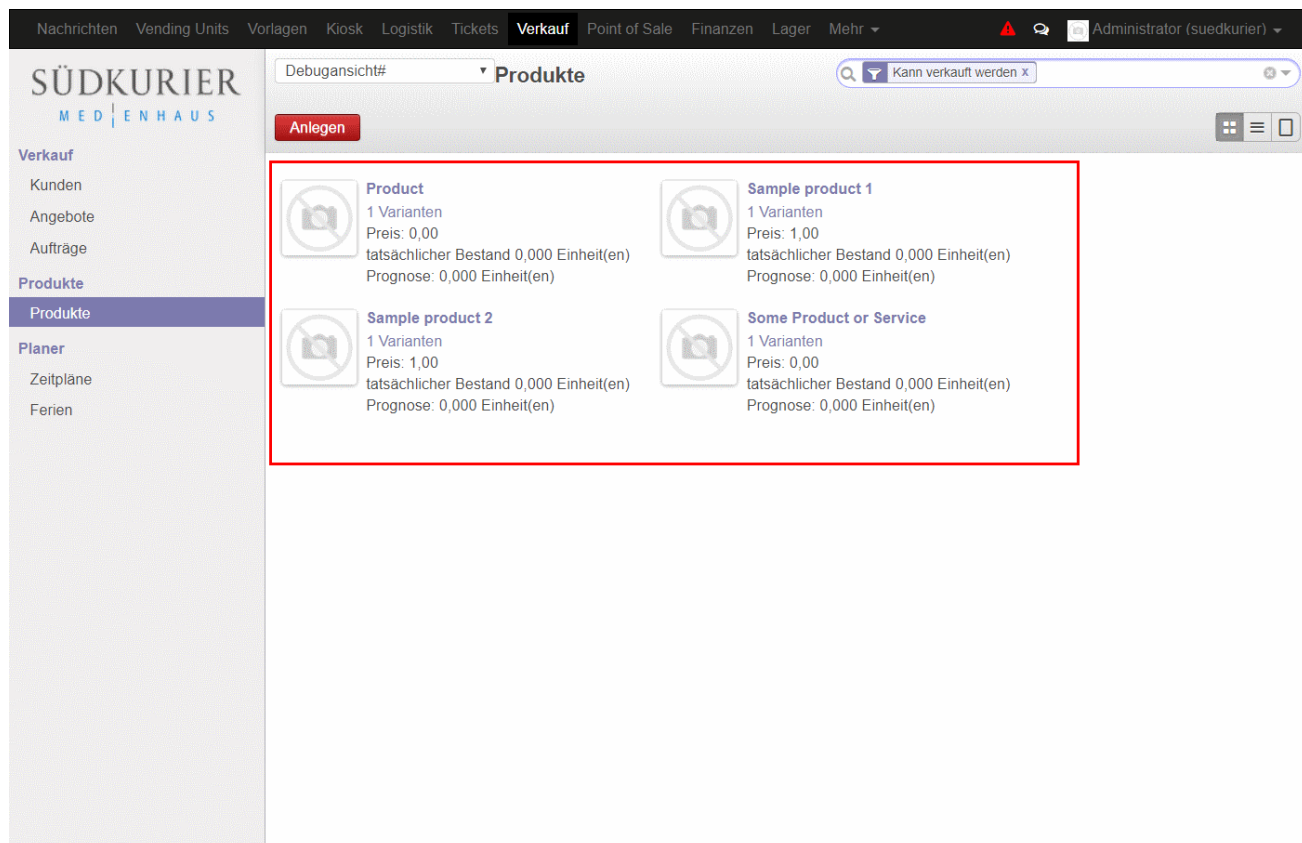 Nachrichten Vending Units Vorlagen Kiosk Logistik Tickets Verkauf Point of Sale Finanzen Lager Mehr Administrator (suedkurier)
SÜDKURIER
MEDIENHAUS
Verkauf
Kunden
Angebote
Aufträge
Produkte
Produkte
Planer
Zeitpläne
Ferien
Debugansicht# Produkte Kann verkauft werden x
Anlegen
Product
1 Varianten
Preis: 0,00
tatsächlicher Bestand 0,000 Einheit(en)
Prognose: 0,000 Einheit(en)
Sample product 1
1 Varianten
Preis: 1,00
tatsächlicher Bestand 0,000 Einheit(en)
Prognose: 0,000 Einheit(en)
Sample product 2
1 Varianten
Preis: 1,00
tatsächlicher Bestand 0,000 Einheit(en)
Prognose: 0,000 Einheit(en)
Some Product or Service
1 Varianten
Preis: 0,00
tatsächlicher Bestand 0,000 Einheit(en)
Prognose: 0,000 Einheit(en)